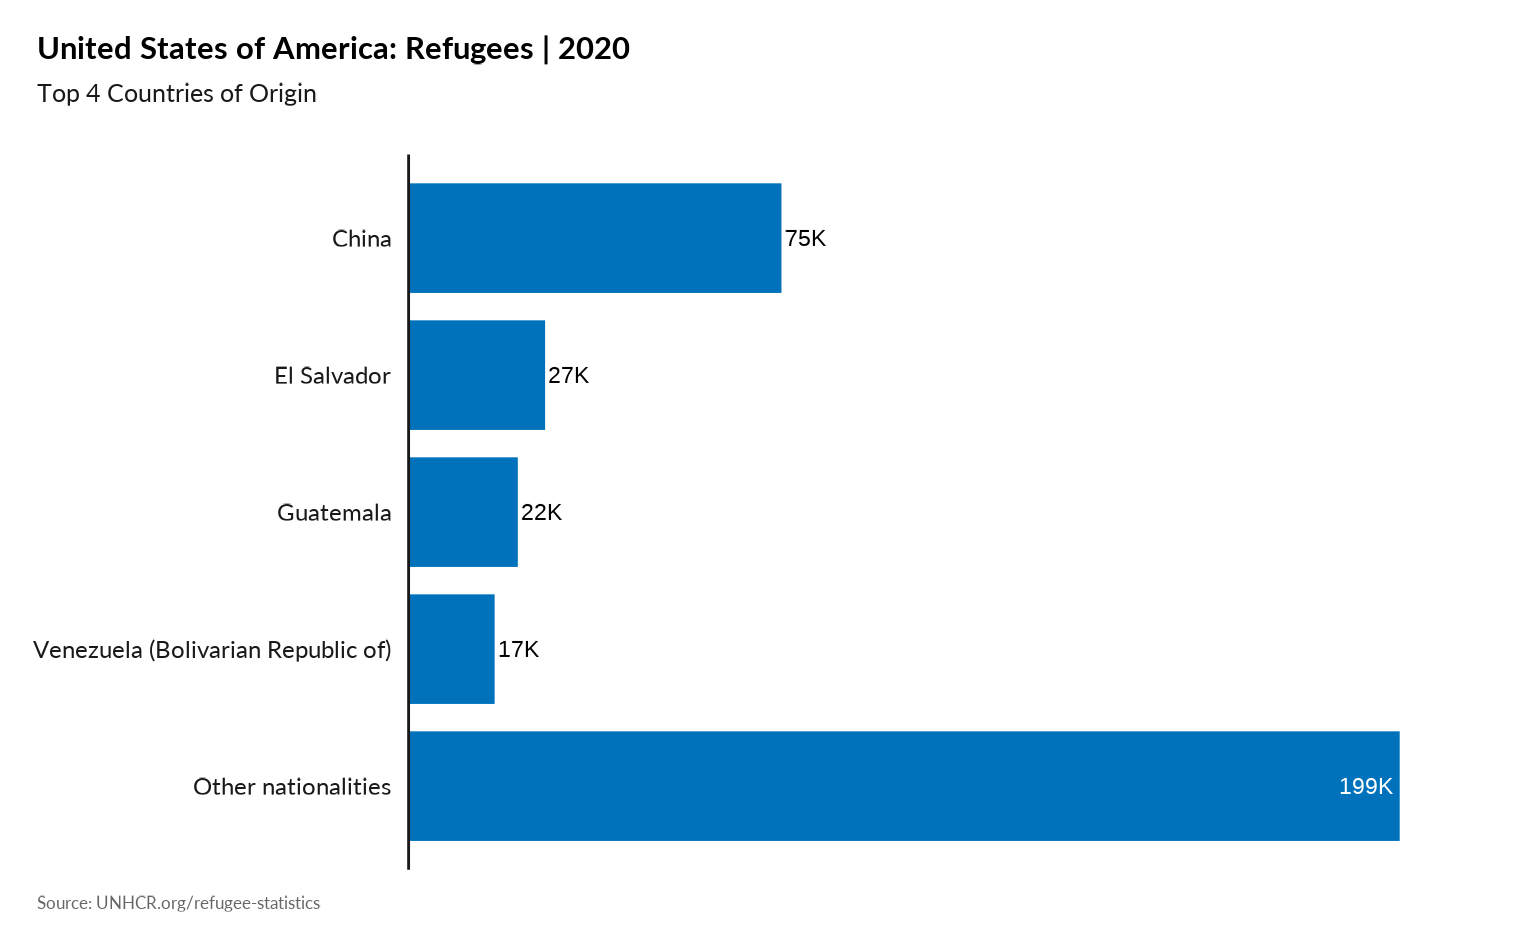 United States of America: Refugees | 2020
Top 4 Countries of Origin
China
75K
El Salvador
27K
Guatemala
22K
Venezuela (Bolivarian Republic of)
17K
Other nationalities
199K
Source: UNHCR.org/refugee-statistics